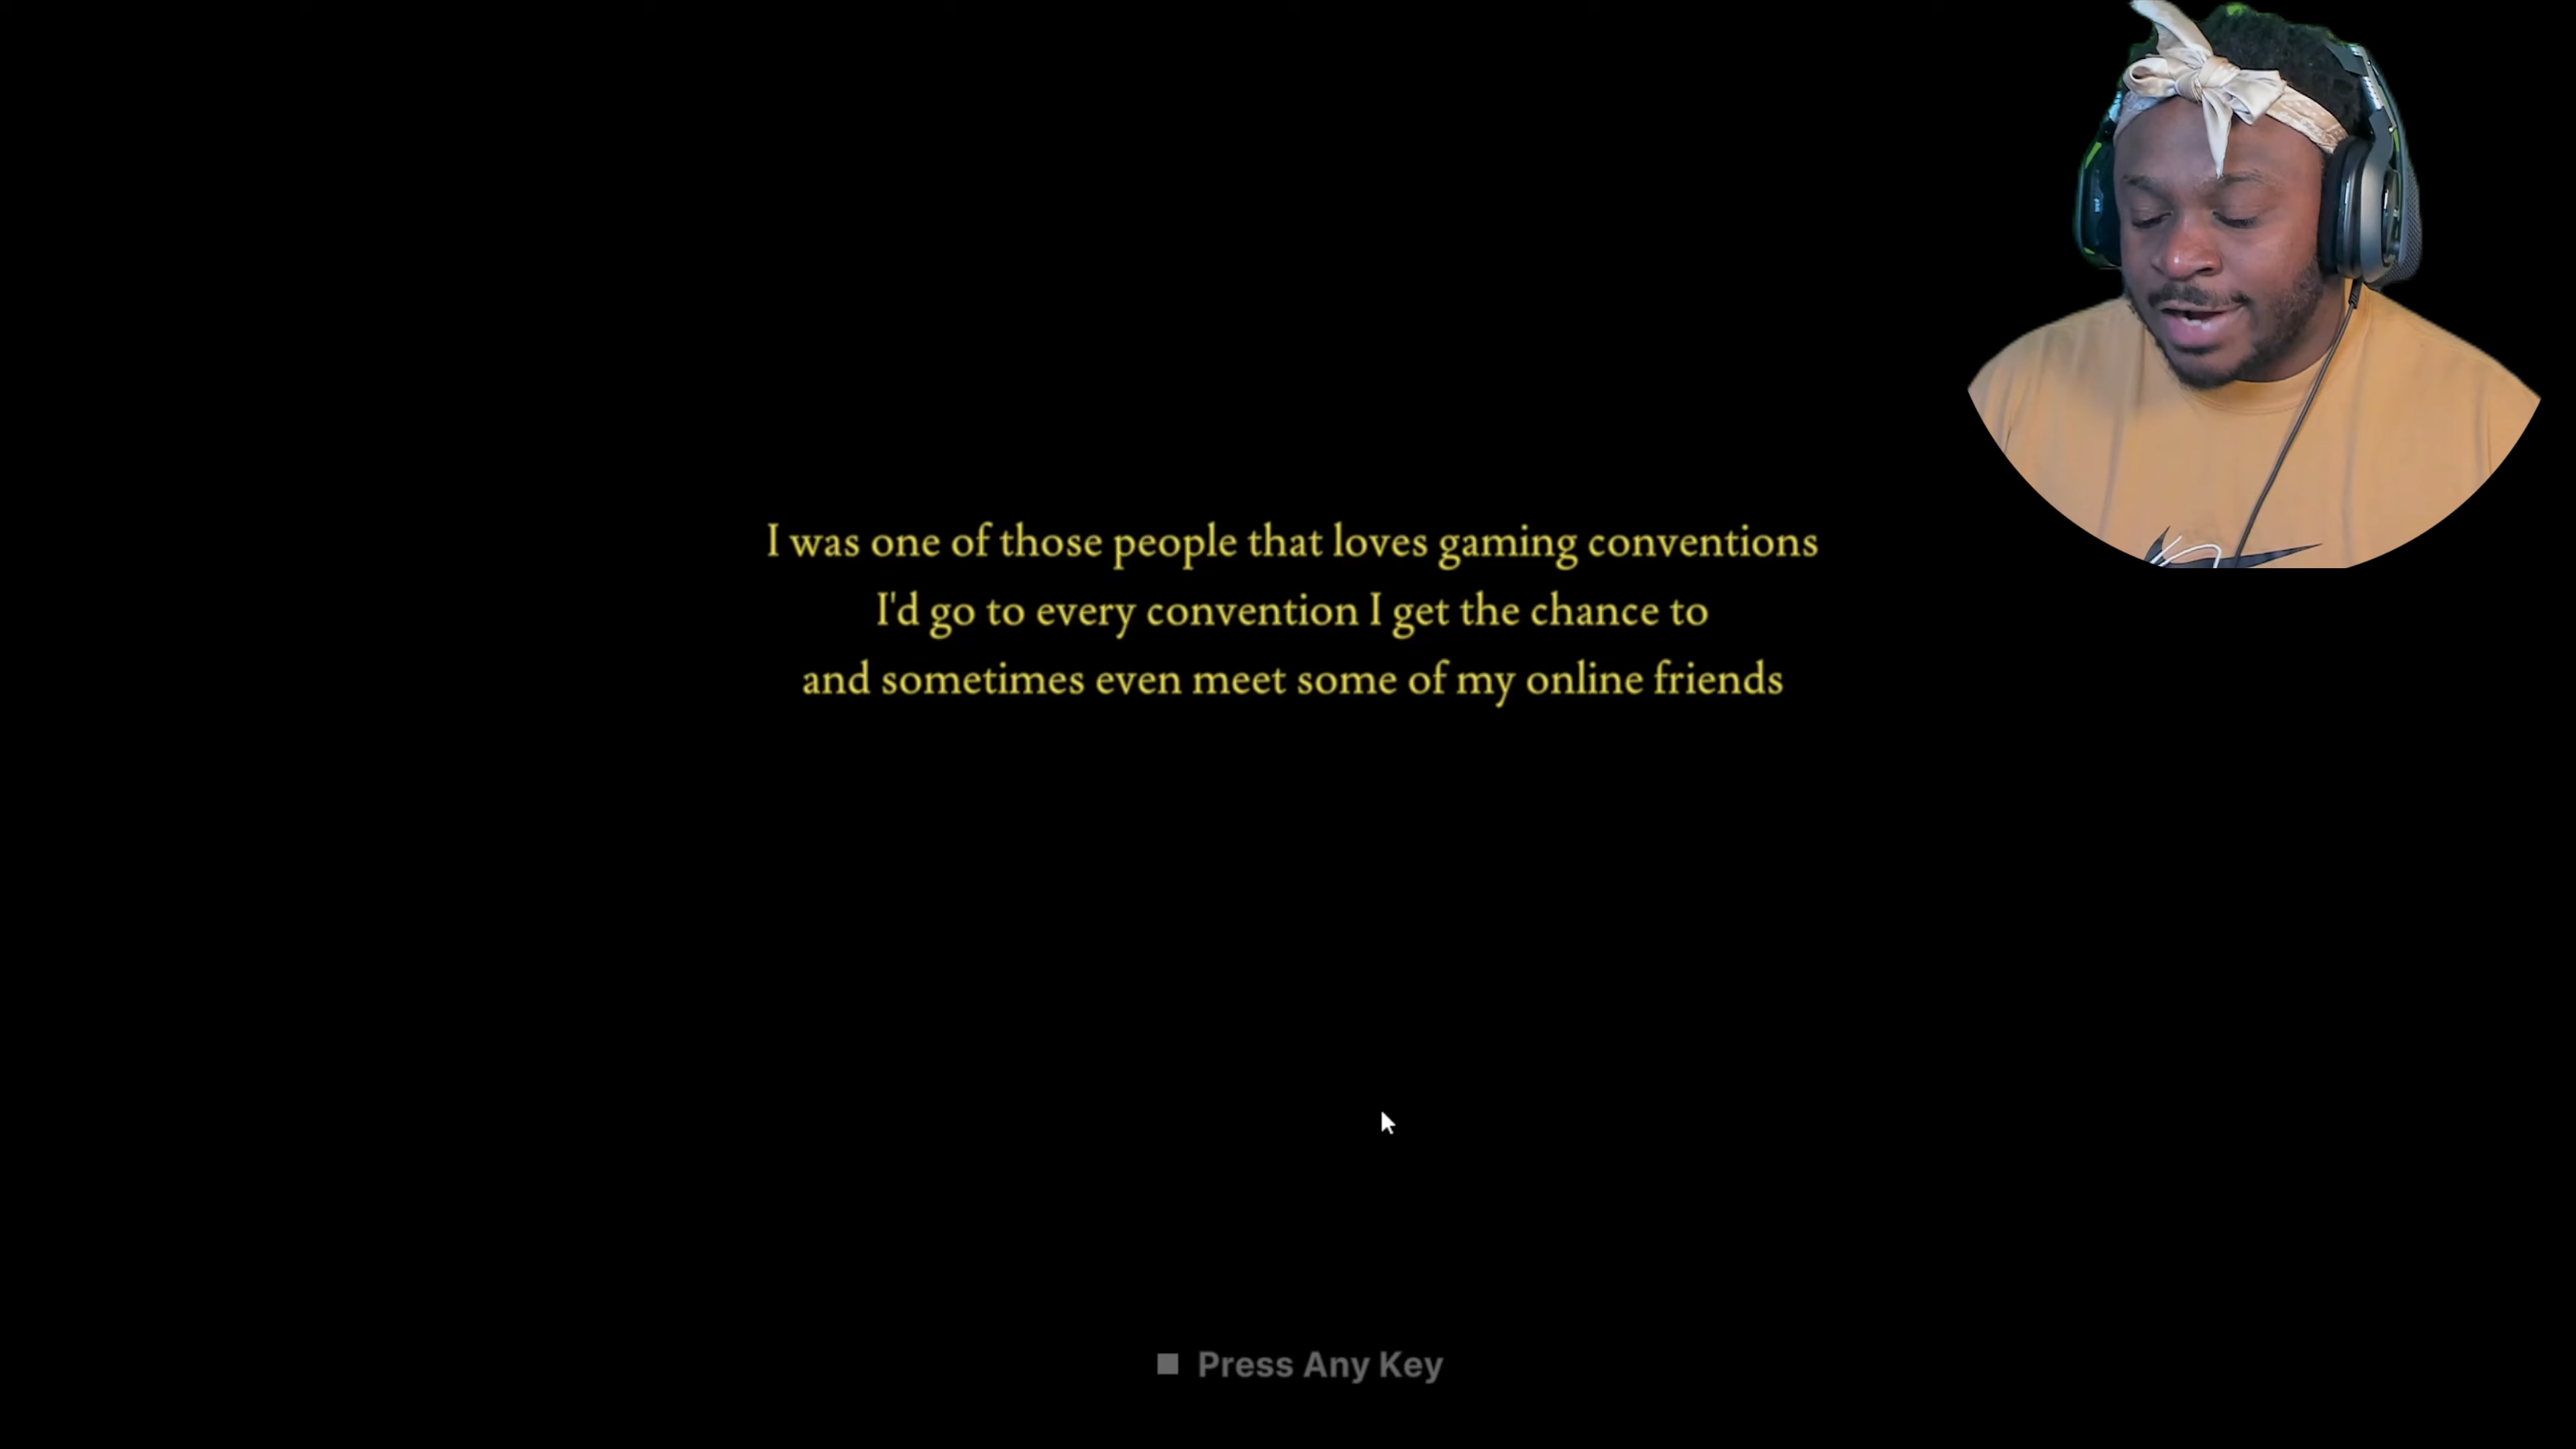 I was one of those people that loves gaming conventions
I'd go to every convention I get the chance to
and sometimes even meet some of my online friends
Press Any Key